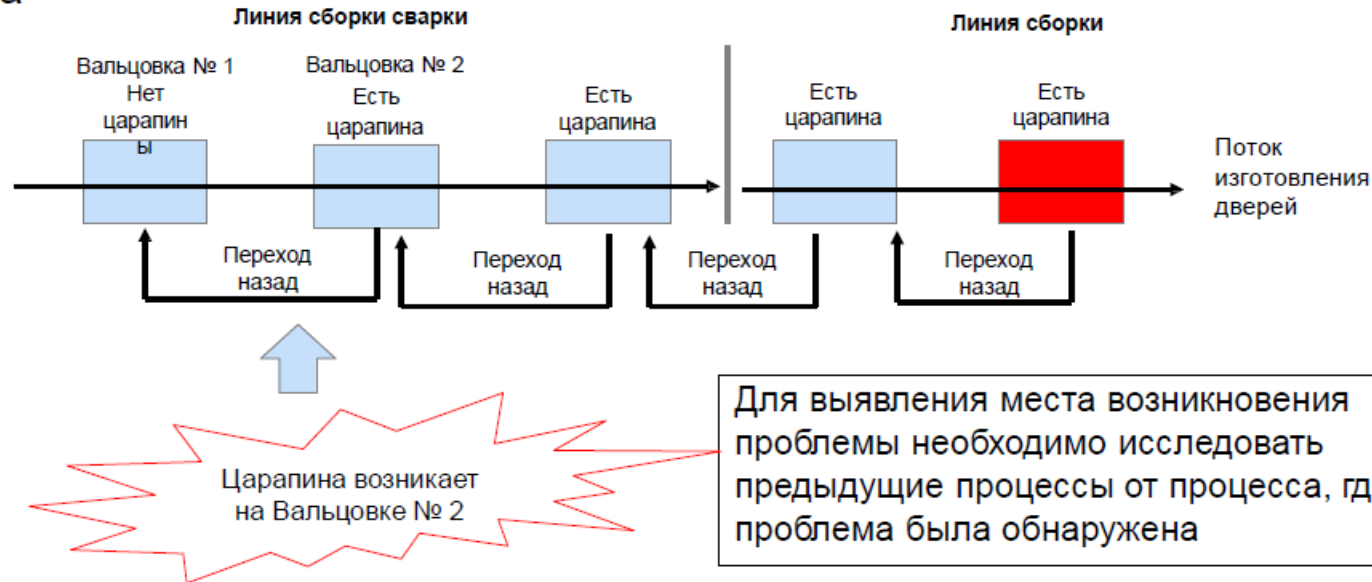 а
Линия сборки сварки
Линия сборки
Вальцовка № 1
Нет
царапин
ы
Вальцовка № 2
Есть
царапина
Есть
царапина
Есть
царапина
Есть
царапина
Поток
изготовления
дверей
Переход
назад
Переход
назад
Переход
назад
Переход
назад
Царапина возникает
на Вальцовке № 2
Для выявления места возникновения
проблемы необходимо исследовать
предыдущие процессы от процесса, гд
проблема была обнаружена